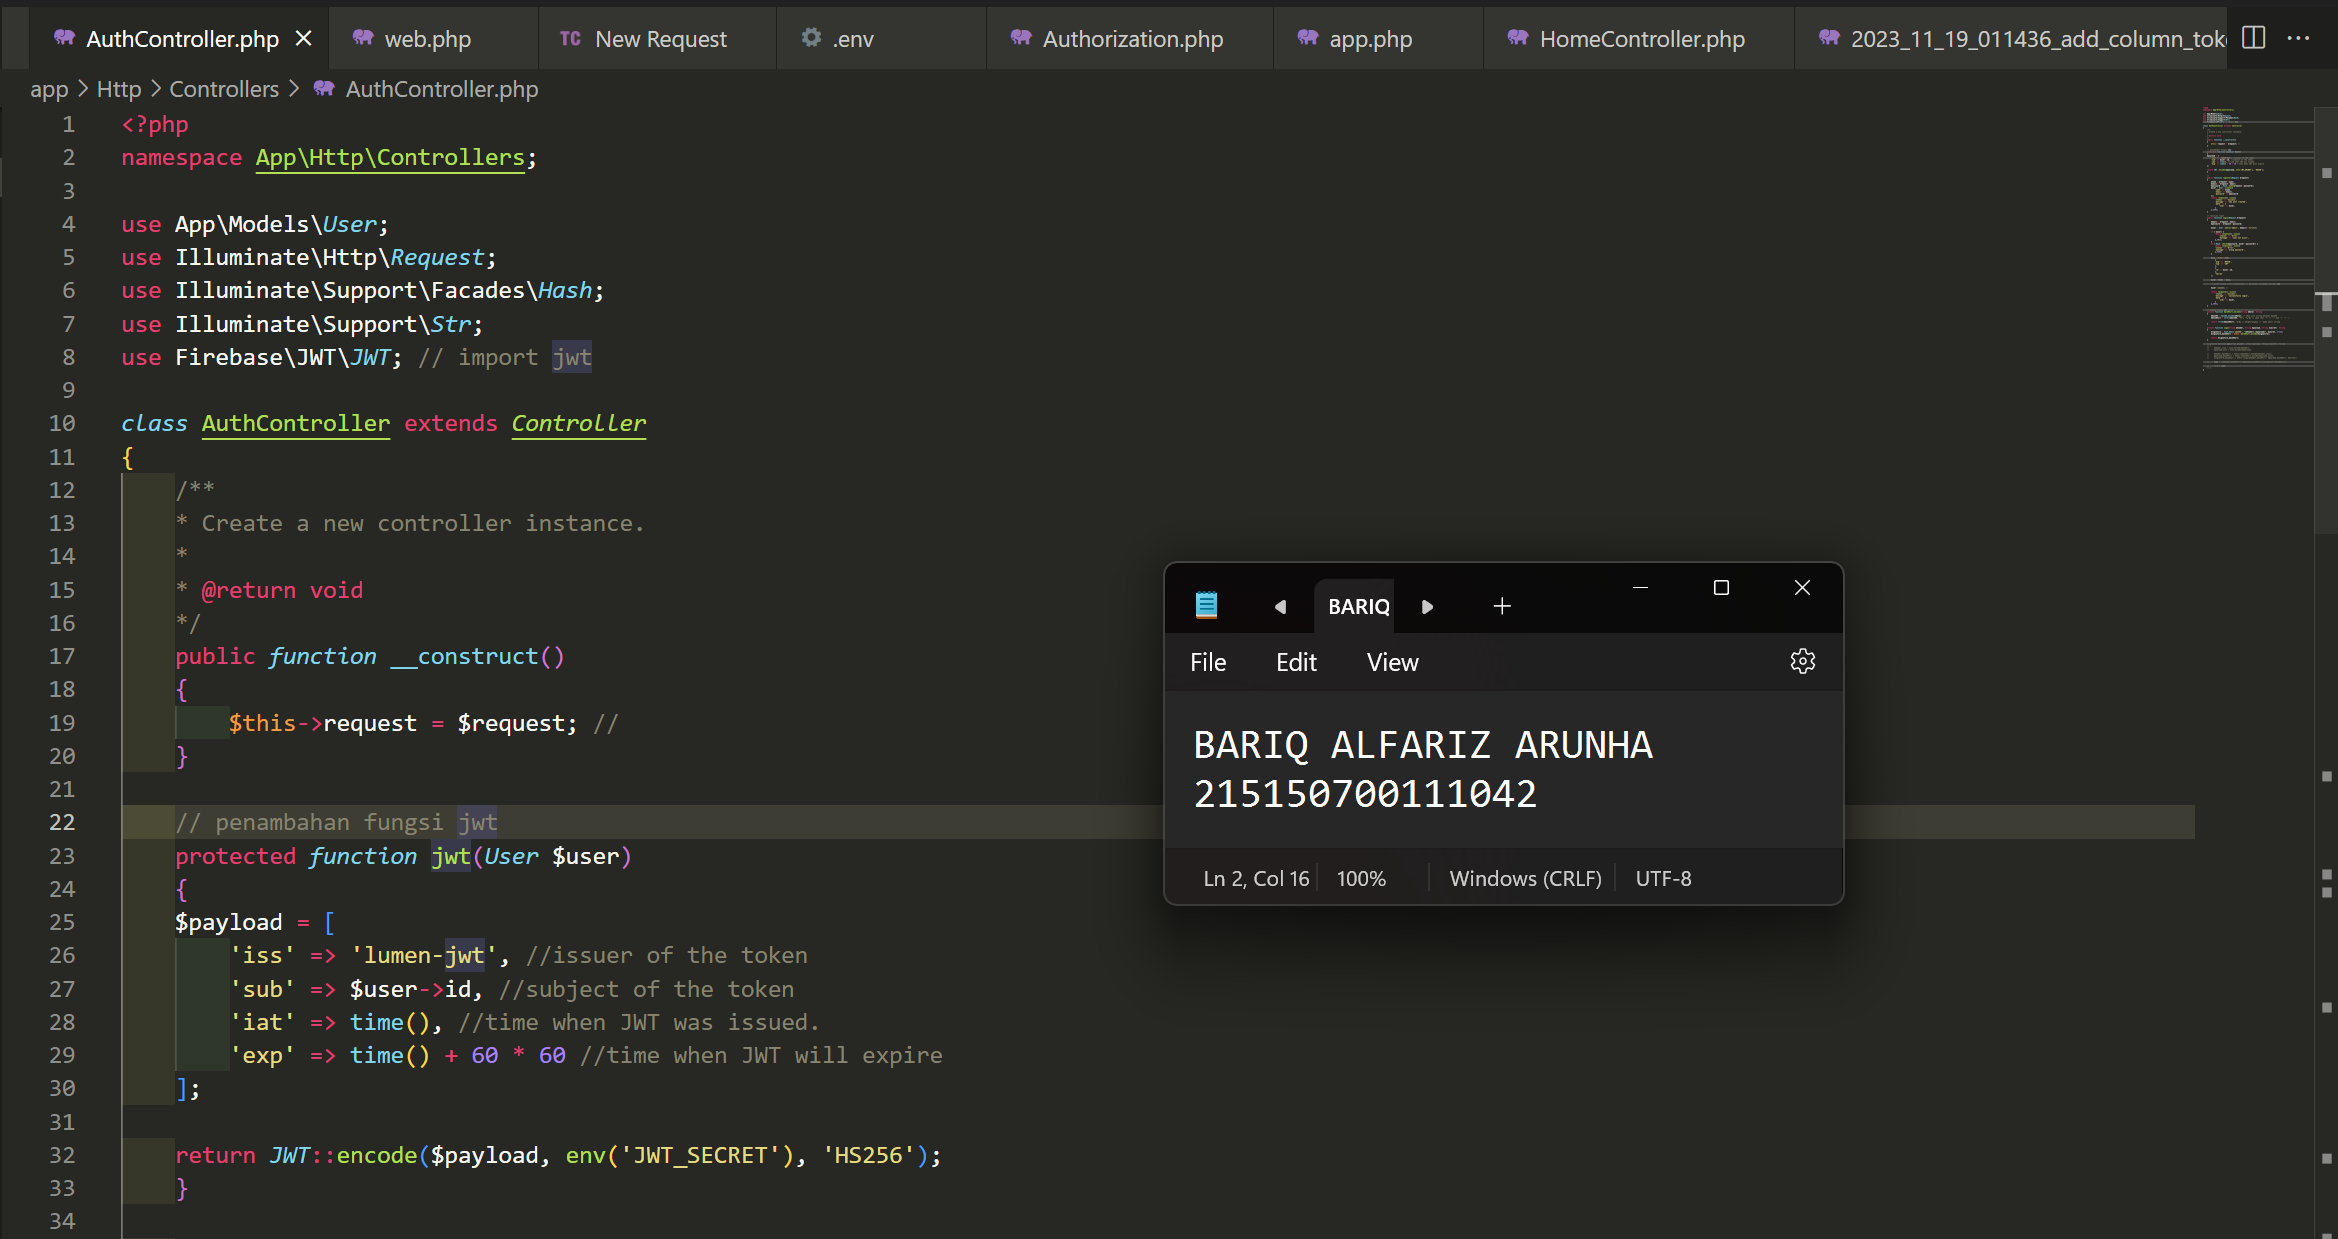 AuthController.php
web.php
TC New Request
.env
Authorization.php
app.php
HomeController.php
2023_11_19_011436_add_column_tok
app > Http > Controllers > AuthController.php
1 <?php
2 namespace App\Http\Controllers;
3
4 use App\Models\User;
5 use Illuminate\Http\Request;
6 use Illuminate\Support\Facades\Hash;
7 use Illuminate\Support\Str;
8 use Firebase\JWT\JWT; // import jwt
9
10 class AuthController extends Controller
11 {
12 /**
13 * Create a new controller instance.
14 *
15 * @return void
16 */
17 public function __construct()
18 {
19 $this->request = $request; //
20 }
21
22 // penambahan fungsi jwt
23 protected function jwt(User $user)
24 {
25 $payload = [
26 'iss' => 'lumen-jwt', //issuer of the token
27 'sub' => $user->id, //subject of the token
28 'iat' => time(), //time when JWT was issued.
29 'exp' => time() + 60 * 60 //time when JWT will expire
30 ];
31
32 return JWT::encode($payload, env('JWT_SECRET'), 'HS256');
33 }
34
BARIQ
File Edit View
BARIQ ALFARIZ ARUNHA
215150700111042
Ln 2, Col 16 100% Windows (CRLF) UTF-8